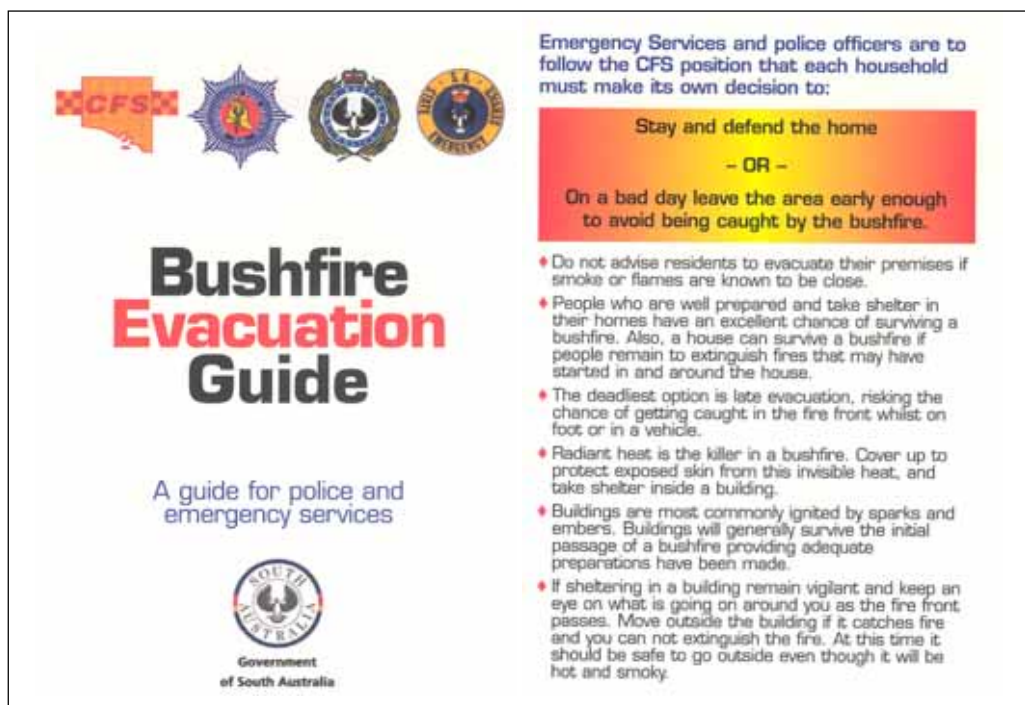 CFS
Bushfire
Evacuation
Guide
A guide for police and
emergency services
SOUTH
AUSTRALIA
Government
of South Australia
Emergency Services and police officers are to
follow the CFS position that each household
must make its own decision to:
Stay and defend the home
– OR –
On a bad day leave the area early enough
to avoid being caught by the bushfire.
♦ Do not advise residents to evacuate their premises if
smoke or flames are known to be close.
♦ People who are well prepared and take shelter in
their homes have an excellent chance of surviving a
bushfire. Also, a house can survive a bushfire if
people remain to extinguish fires that may have
started in and around the house.
♦ The deadliest option is late evacuation, risking the
chance of getting caught in the fire front whilst on
foot or in a vehicle.
♦ Radiant heat is the killer in a bushfire. Cover up to
protect exposed skin from this invisible heat, and
take shelter inside a building.
♦ Buildings are most commonly ignited by sparks and
embers. Buildings will generally survive the initial
passage of a bushfire providing adequate
preparations have been made.
♦ If sheltering in a building remain vigilant and keep an
eye on what is going on around you as the fire front
passes. Move outside the building if it catches fire
and you can not extinguish the fire. At this time it
should be safe to go outside even though it will be
hot and smoky.